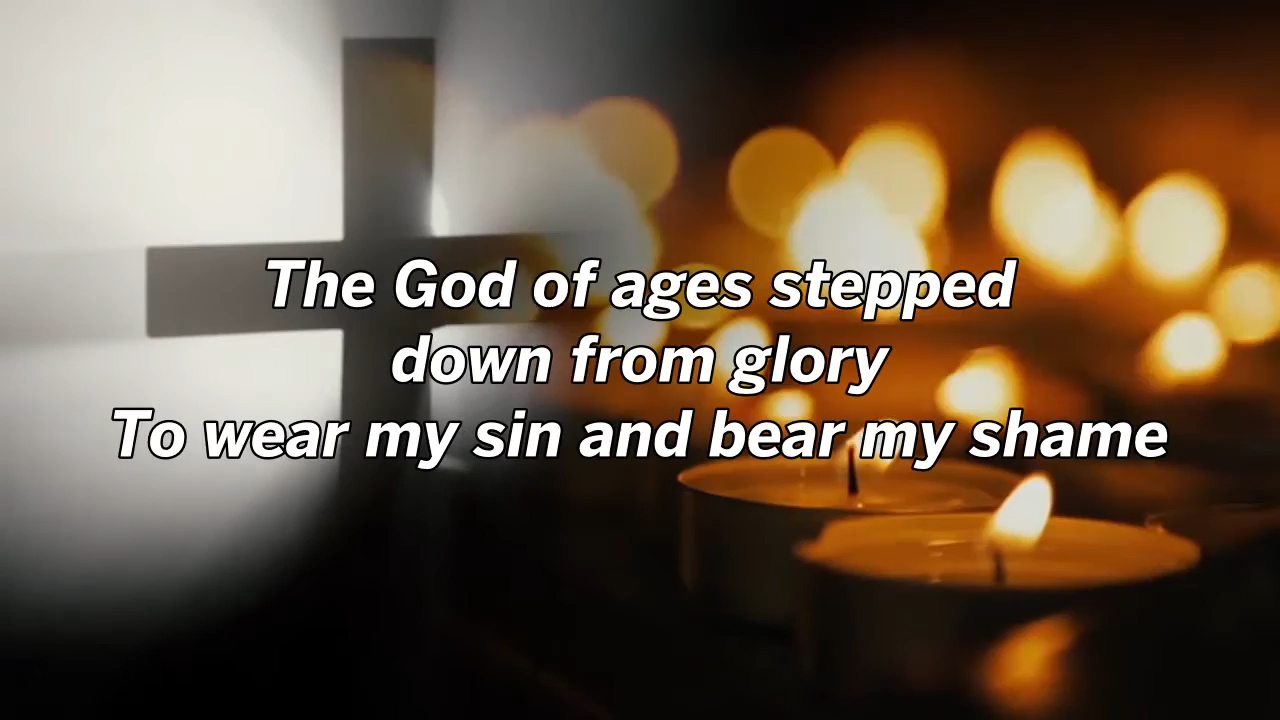 The God of ages stepped
down from glory
To wear my sin and bear my shame